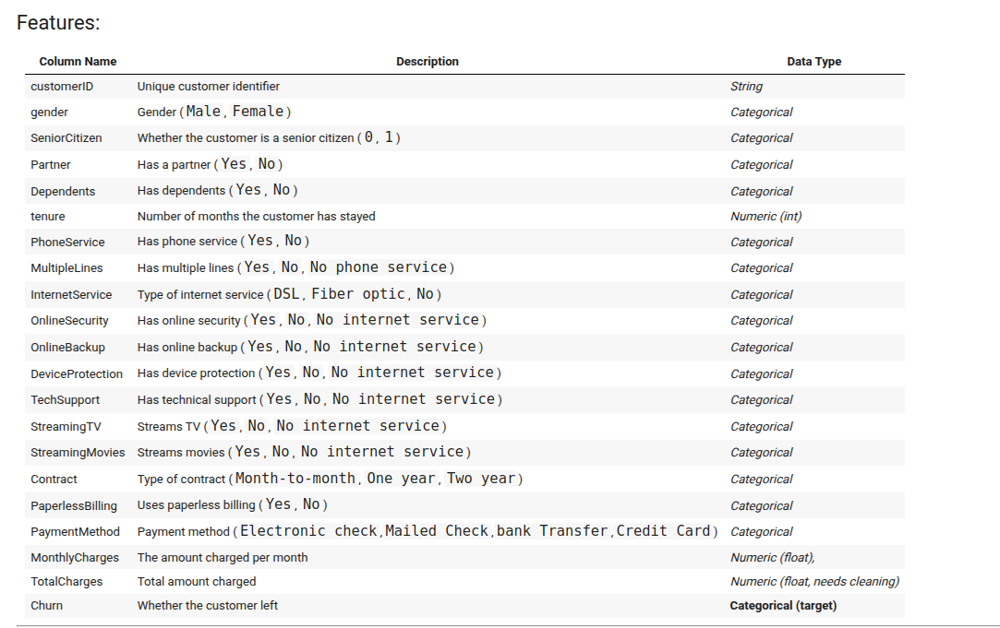 Features:
Column Name Description Data Type
customerID Unique customer identifier String
gender Gender ( Male , Female ) Categorical
SeniorCitizen Whether the customer is a senior citizen ( 0 , 1 ) Categorical
Partner Has a partner ( Yes , No ) Categorical
Dependents Has dependents ( Yes , No ) Categorical
tenure Number of months the customer has stayed Numeric (int)
PhoneService Has phone service ( Yes , No ) Categorical
MultipleLines Has multiple lines ( Yes , No , No phone service ) Categorical
InternetService Type of internet service ( DSL , Fiber optic , No ) Categorical
OnlineSecurity Has online security ( Yes , No , No internet service ) Categorical
OnlineBackup Has online backup ( Yes , No , No internet service ) Categorical
DeviceProtection Has device protection ( Yes , No , No internet service ) Categorical
TechSupport Has technical support ( Yes , No , No internet service ) Categorical
StreamingTV Streams TV ( Yes , No , No internet service ) Categorical
StreamingMovies Streams movies ( Yes , No , No internet service ) Categorical
Contract Type of contract ( Month-to-month , One year , Two year ) Categorical
PaperlessBilling Uses paperless billing ( Yes , No ) Categorical
PaymentMethod Payment method ( Electronic check ,Mailed Check ,bank Transfer ,Credit Card ) Categorical
MonthlyCharges The amount charged per month Numeric (float),
TotalCharges Total amount charged Numeric (float, needs cleaning)
Churn Whether the customer left Categorical (target)